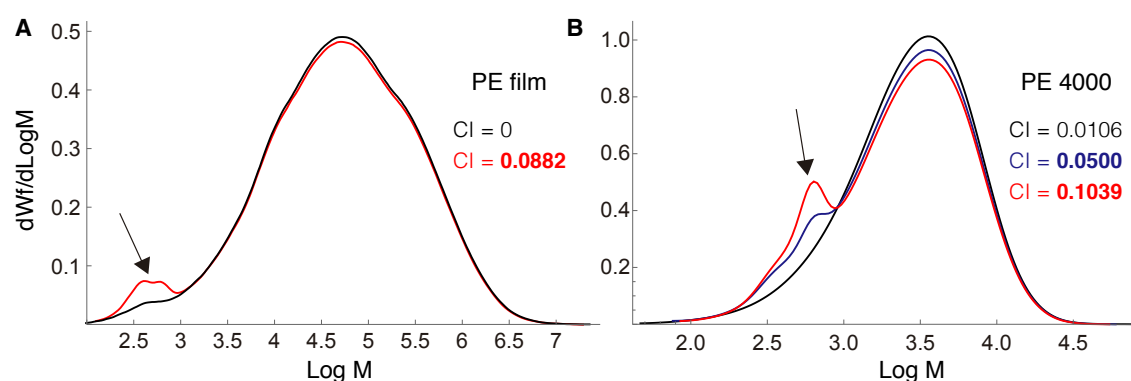 A
dWf/dLogM
0.5
0.4
0.3
0.2
0.1
2.5 3 3.5 4 4.5 5 5.5 6 6.5 7
Log M
PE film
CI = 0
CI = 0.0882
B
1.0
0.8
0.6
0.4
0.2
2.0 2.5 3.0 3.5 4.0 4.5
Log M
PE 4000
CI = 0.0106
CI = 0.0500
CI = 0.1039